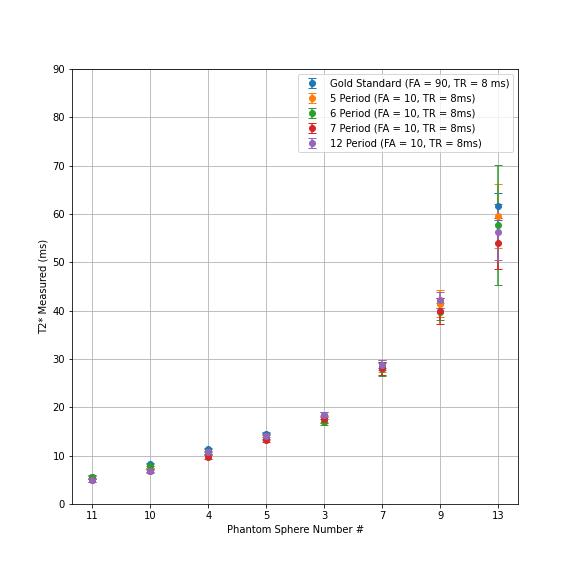 90
80
70
60
50
40
30
20
10
0
T2* Measured (ms)
Gold Standard (FA = 90, TR = 8 ms)
5 Period (FA = 10, TR = 8ms)
6 Period (FA = 10, TR = 8ms)
7 Period (FA = 10, TR = 8ms)
12 Period (FA = 10, TR = 8ms)
11 10 4 5 3 7 9 13
Phantom Sphere Number #